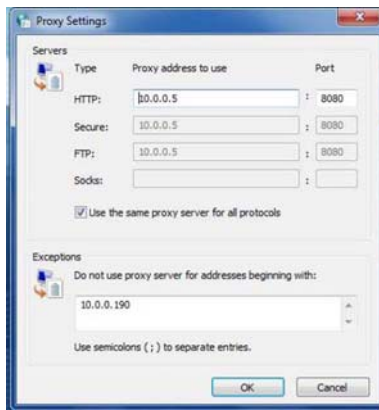 Proxy Settings
Servers
Type Proxy address to use Port
HTTP: 10.0.0.5 : 8080
Secure: 10.0.0.5 : 8080
FTP: 10.0.0.5 : 8080
Socks: :
Use the same proxy server for all protocols
Exceptions
Do not use proxy server for addresses beginning with:
10.0.0.190
Use semicolons ( ; ) to separate entries.
OK Cancel